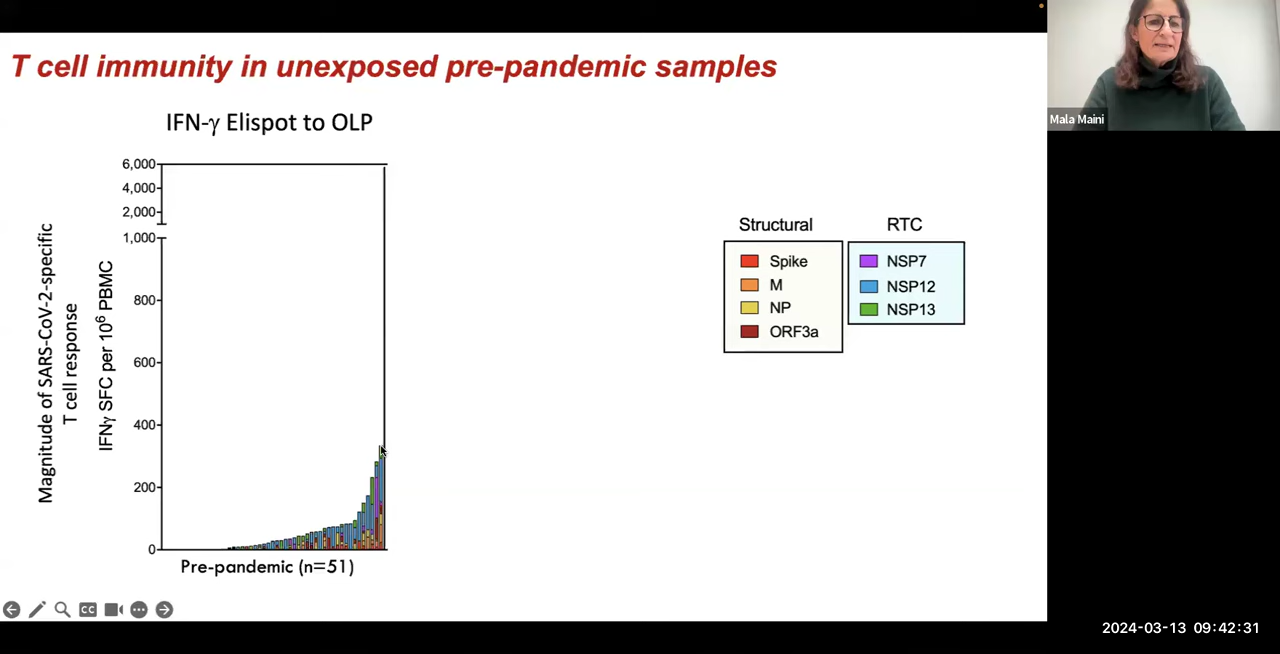 T cell immunity in unexposed pre-pandemic samples
IFN-γ Elispot to OLP
Magnitude of SARS-CoV-2-specific
T cell response
IFNγ SFC per 10⁶ PBMC
6,000
4,000
2,000
1,000
800
600
400
200
0
Pre-pandemic (n=51)
Structural
Spike
M
NP
ORF3a
RTC
NSP7
NSP12
NSP13
CC
Mala Maini
2024-03-13 09:42:31